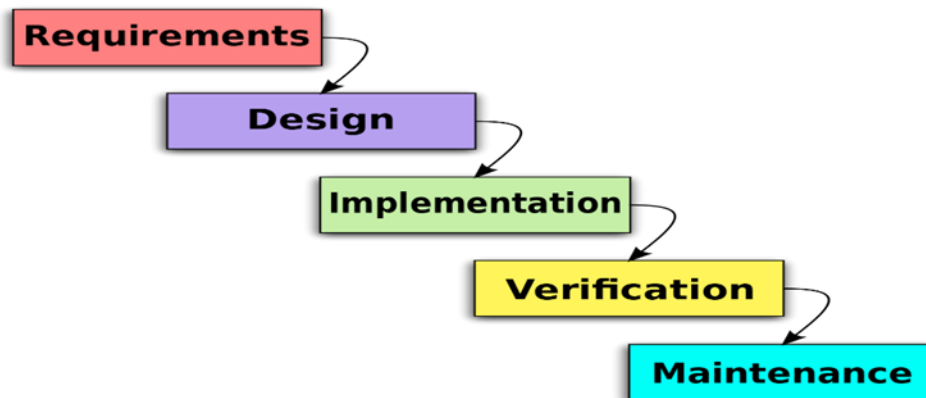 Requirements
Design
Implementation
Verification
Maintenance